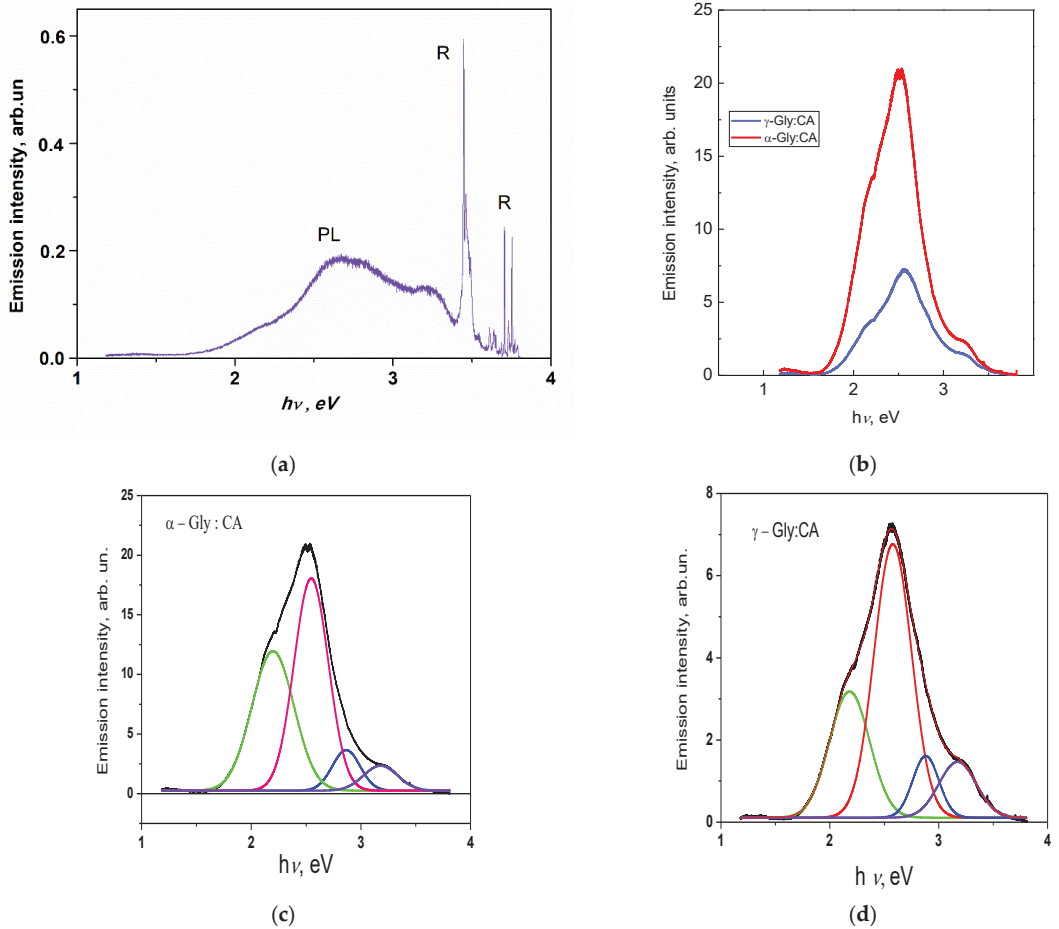 Emission intensity, arb.un
0.6
0.4
0.2
0.0
PL
R
R
1
2
3
4
hν, eV
(a)
Emission intensity, arb. units
25
20
15
10
5
0
γ-Gly:CA
α-Gly:CA
1
2
3
hν, eV
(b)
Emission intensity, arb. un.
25
20
15
10
5
0
α – Gly : CA
1
2
3
4
hν, eV
(c)
Emission intensity, arb.un.
8
6
4
2
0
γ – Gly:CA
1
2
3
4
h ν, eV
(d)